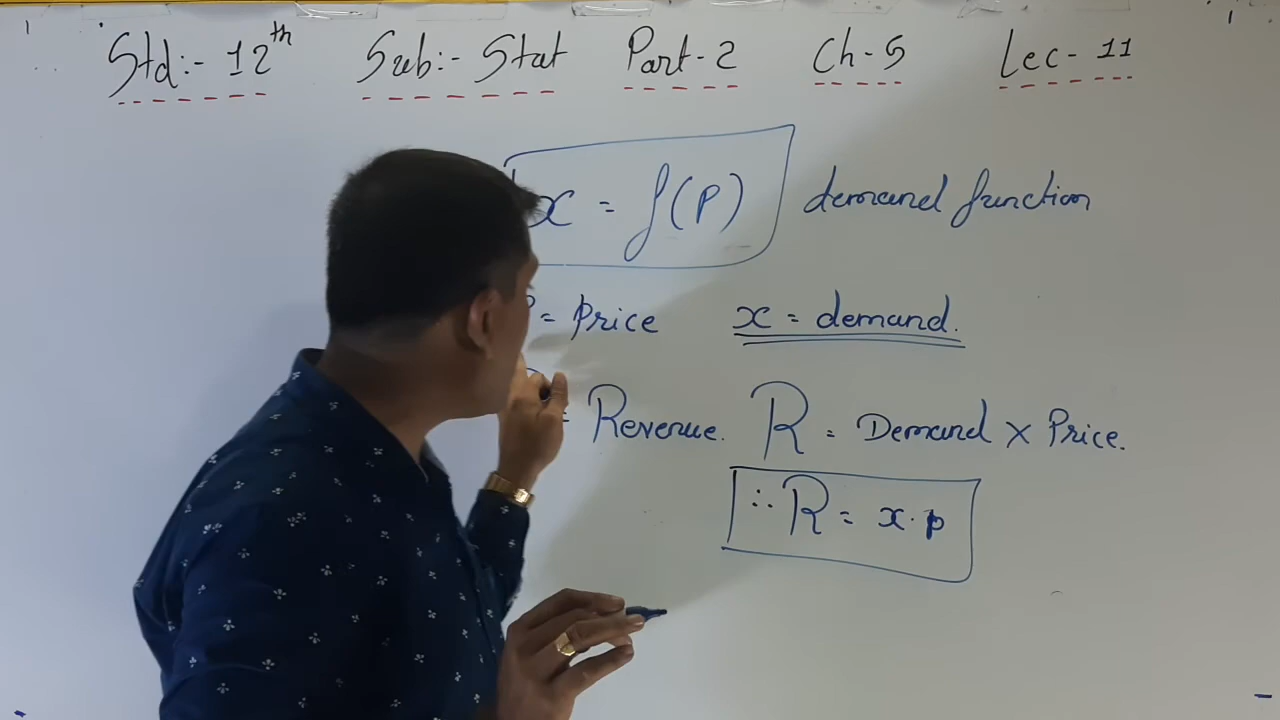 Std:- 12th Sub:- Stat Part-2 Ch-5 Lec-11
x = f(P) demand function
P = Price x = demand.
= Revenue. R = Demand × Price.
∴ R = x·p